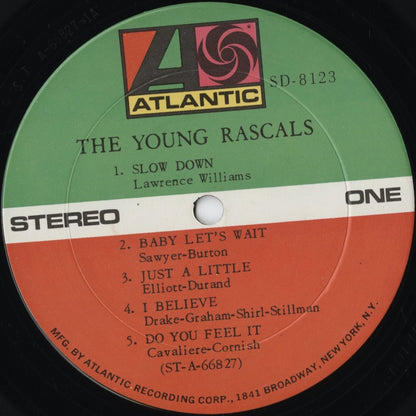 ATLANTIC
SD-8123
THE YOUNG RASCALS
1. SLOW DOWN
Lawrence Williams
STEREO ONE
2. BABY LET'S WAIT
Sawyer-Burton
3. JUST A LITTLE
Elliott-Durand
4. I BELIEVE
Drake-Graham-Shirl-Stillman
5. DO YOU FEEL IT
Cavaliere-Cornish
(ST-A-66827)
MFG. BY ATLANTIC RECORDING CORP., 1841 BROADWAY, NEW YORK, N.Y.